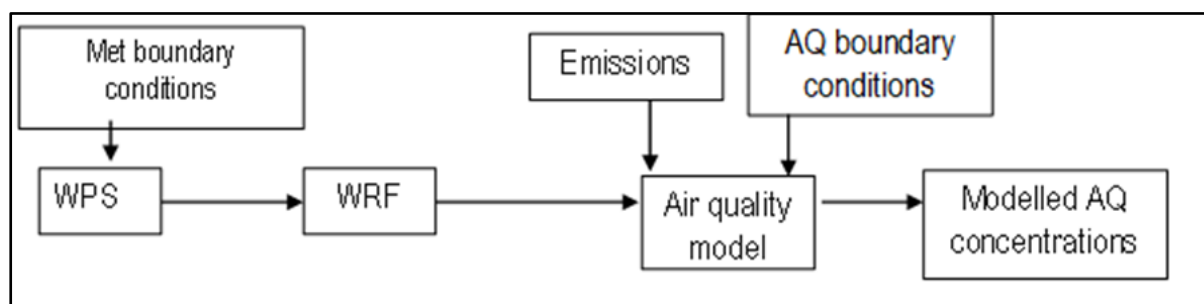 Met boundary
conditions
Emissions
AQ boundary
conditions
WPS
WRF
Air quality
model
Modelled AQ
concentrations